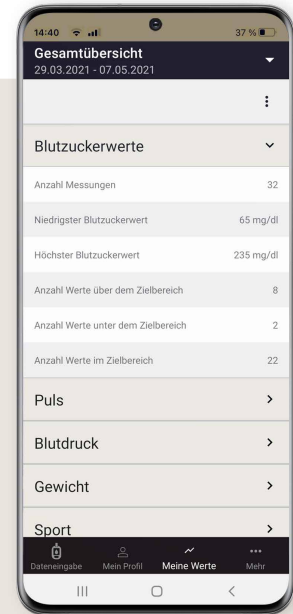 14:40
37 %
Gesamtübersicht
29.03.2021 - 07.05.2021
Blutzuckerwerte
Anzahl Messungen 32
Niedrigster Blutzuckerwert 65 mg/dl
Höchster Blutzuckerwert 235 mg/dl
Anzahl Werte über dem Zielbereich 8
Anzahl Werte unter dem Zielbereich 2
Anzahl Werte im Zielbereich 22
Puls
Blutdruck
Gewicht
Sport
Dateneingabe Mein Profil Meine Werte Mehr